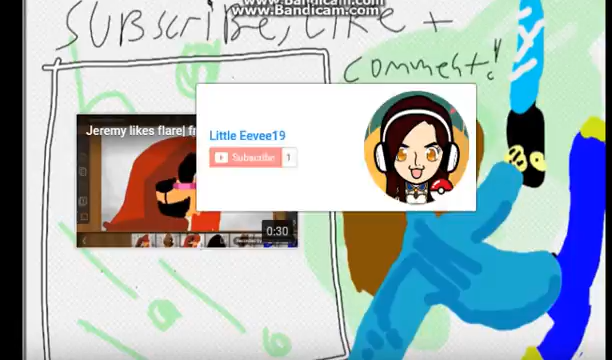 www.Bandicam.com
www.Bandicam.com
SUBSCRIBE, LIKE +
COMMENT!
Jeremy likes flare| fr
Little Eevee19
Subscribe 1
0:30